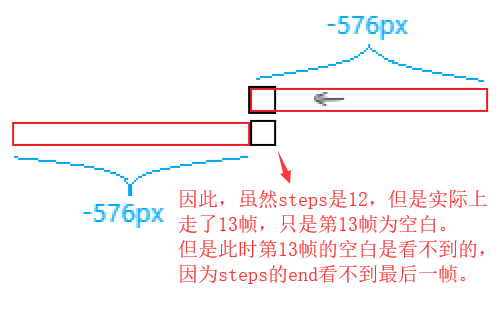 -576px
-576px
因此，虽然steps是12，但是实际上
走了13帧，只是第13帧为空白。
但是此时第13帧的空白是看不到的，
因为steps的end看不到最后一帧。